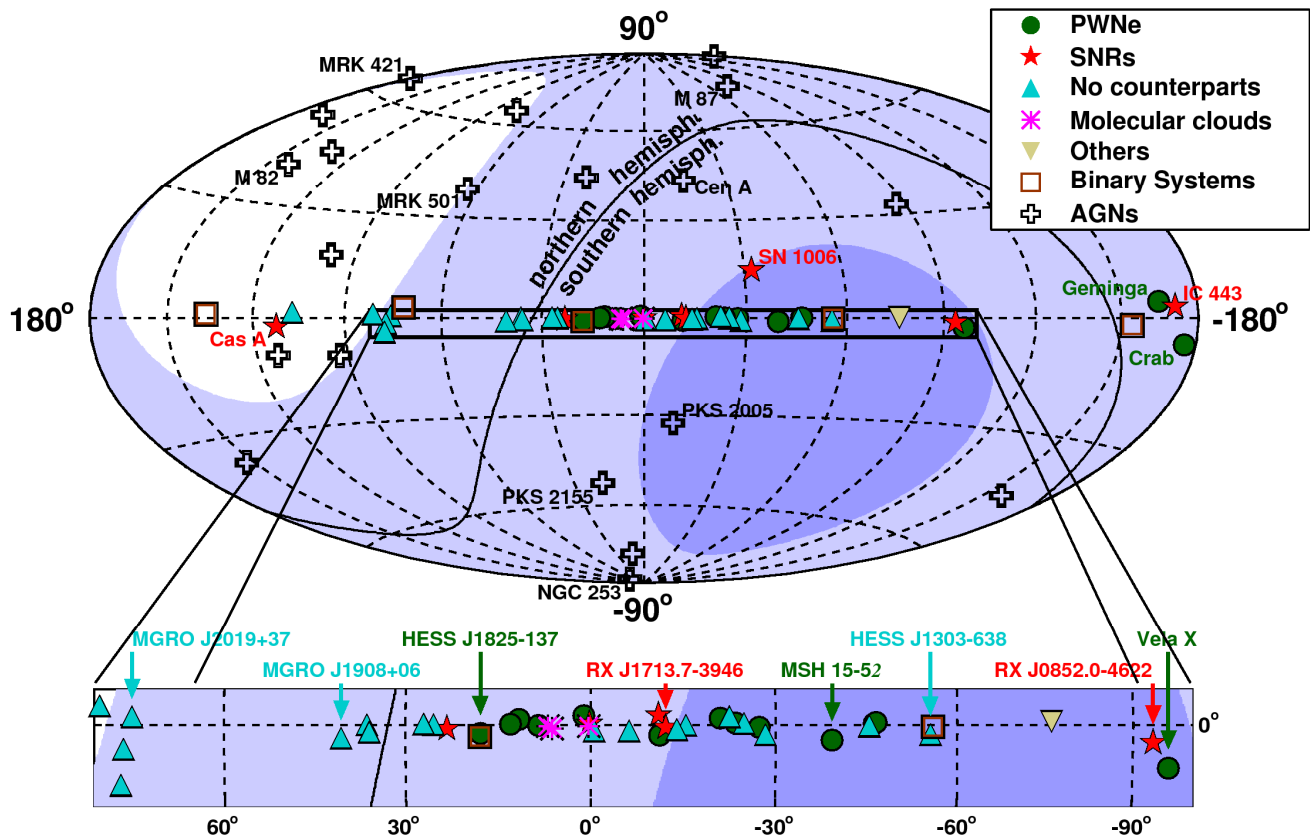 90°
PWNe
SNRs
No counterparts
Molecular clouds
Others
Binary Systems
AGNs
MRK 421
M 87
M 82
MRK 501
Cen A
northern hemisph.
southern hemisph.
SN 1006
Geminga
IC 443
180°
-180°
Cas A
Crab
PKS 2005
PKS 2155
NGC 253
-90°
MGRO J2019+37
HESS J1825-137
HESS J1303-638
Vela X
MGRO J1908+06
RX J1713.7-3946
MSH 15-52
RX J0852.0-4622
0°
60° 30° 0° -30° -60° -90°